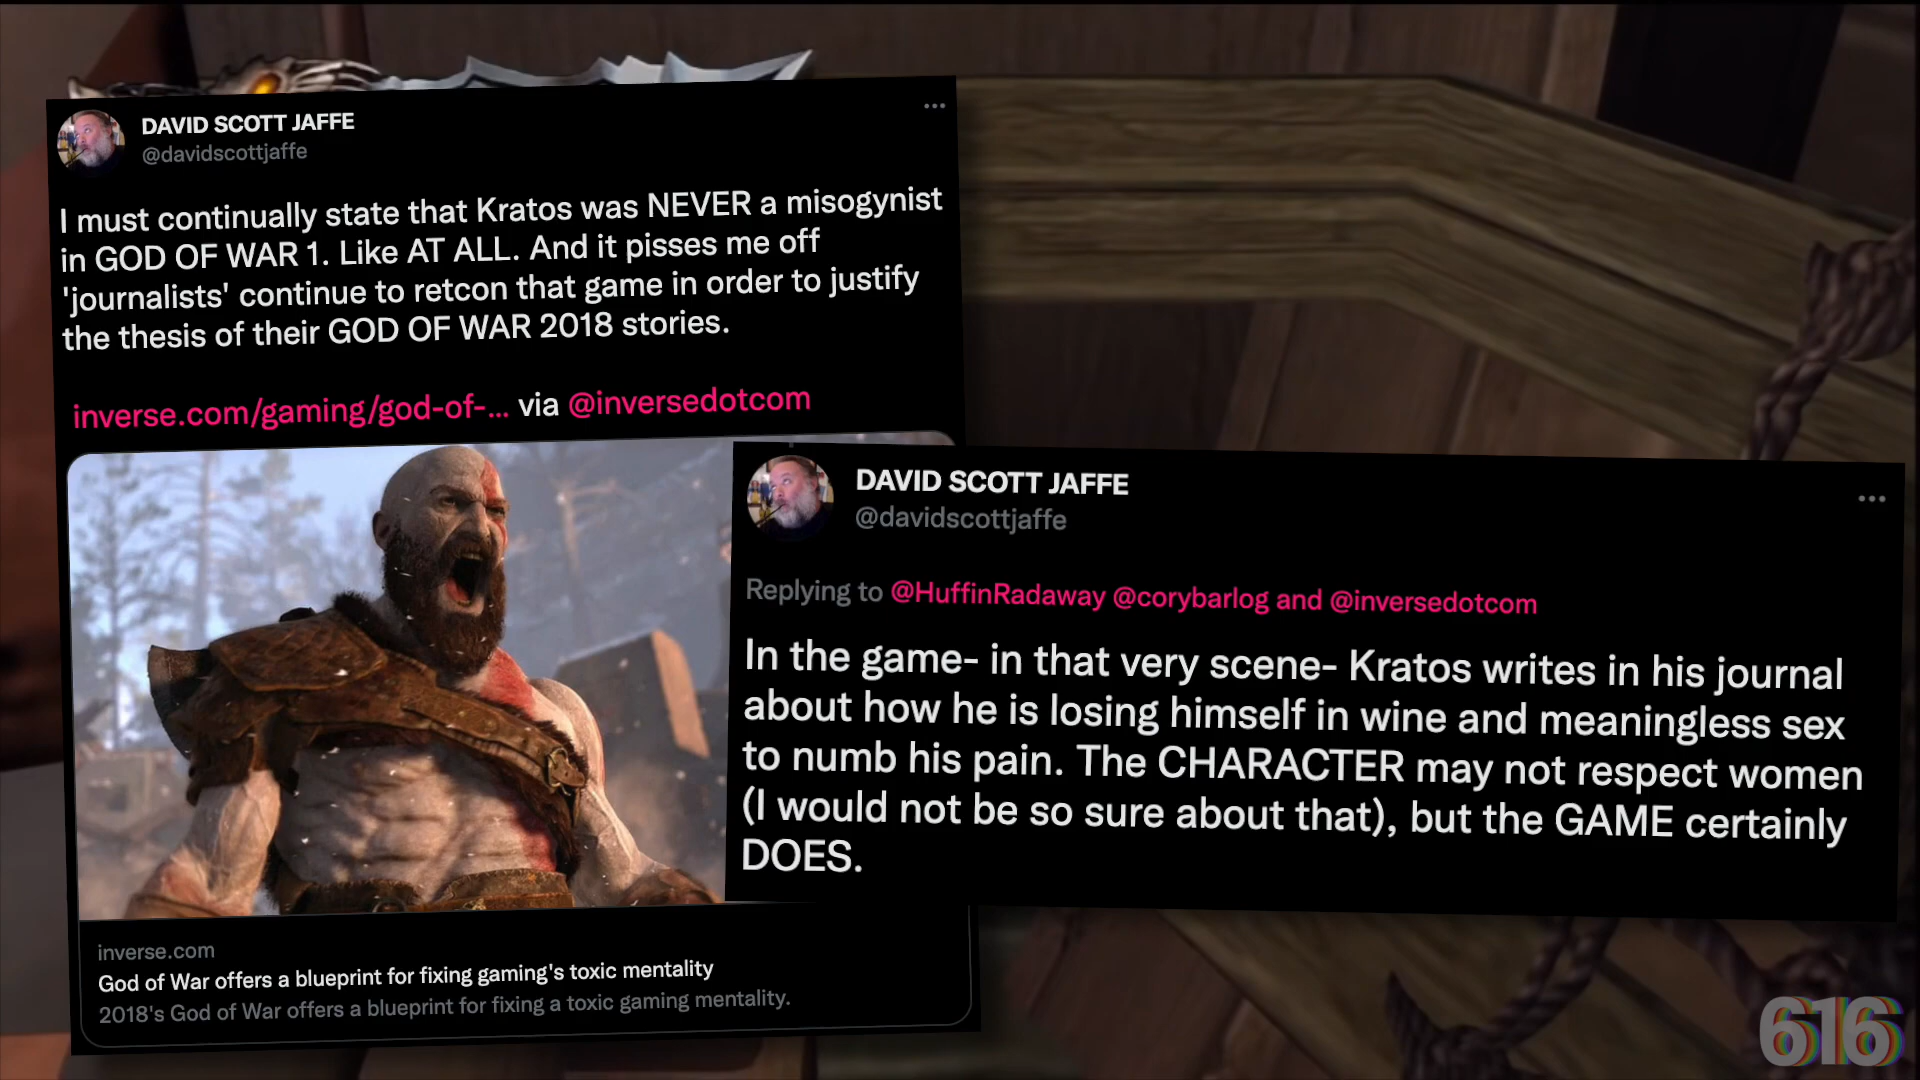 DAVID SCOTT JAFFE
@davidscottjaffe
I must continually state that Kratos was NEVER a misogynist
in GOD OF WAR 1. Like AT ALL. And it pisses me off
'journalists' continue to retcon that game in order to justify
the thesis of their GOD OF WAR 2018 stories.
inverse.com/gaming/god-of-... via @inversedotcom
inverse.com
God of War offers a blueprint for fixing gaming's toxic mentality
2018's God of War offers a blueprint for fixing a toxic gaming mentality.
DAVID SCOTT JAFFE
@davidscottjaffe
Replying to @HuffinRadaway @corybarlog and @inversedotcom
In the game- in that very scene- Kratos writes in his journal
about how he is losing himself in wine and meaningless sex
to numb his pain. The CHARACTER may not respect women
(I would not be so sure about that), but the GAME certainly
DOES.
616